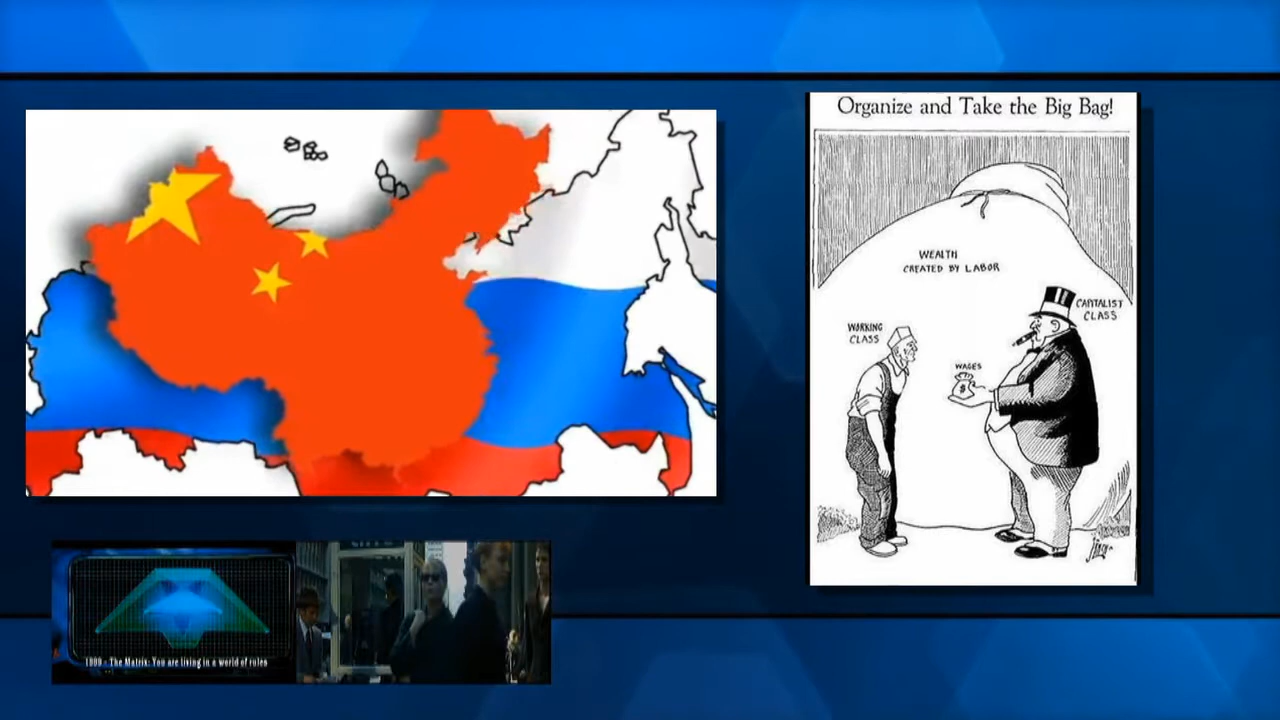 Organize and Take the Big Bag!
WEALTH
CREATED BY LABOR
CAPITALIST
CLASS
WORKING
CLASS
WAGES
$
1999 - The Matrix: You are living in a world of rules